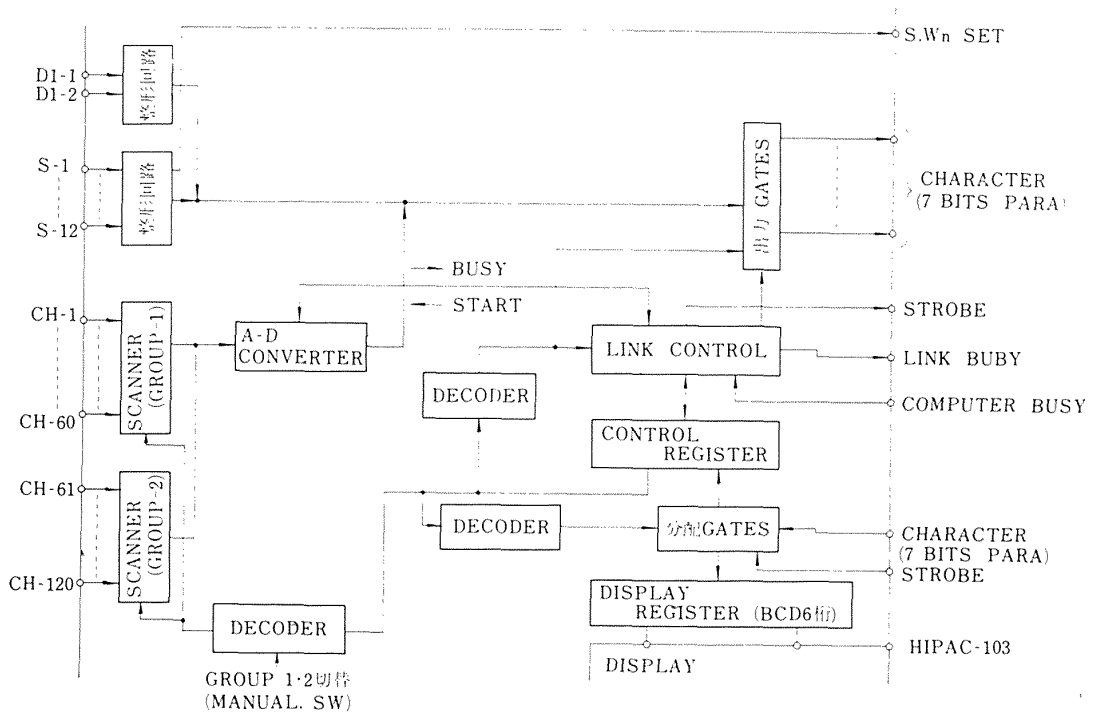 S.Wn SET
D1-1
D1-2
整形回路
S-1
S-12
整形回路
出力 GATES
CHARACTER
(7 BITS PARA)
BUSY
START
STROBE
CH-1
CH-60
SCANNER
(GROUP-1)
A-D
CONVERTER
LINK CONTROL
LINK BUBY
DECODER
COMPUTER BUSY
CONTROL
REGISTER
CH-61
CH-120
SCANNER
(GROUP-2)
DECODER
分配GATES
CHARACTER
(7 BITS PARA)
STROBE
DISPLAY
REGISTER (BCD6桁)
DECODER
HIPAC-103
DISPLAY
GROUP 1·2切替
(MANUAL. SW)